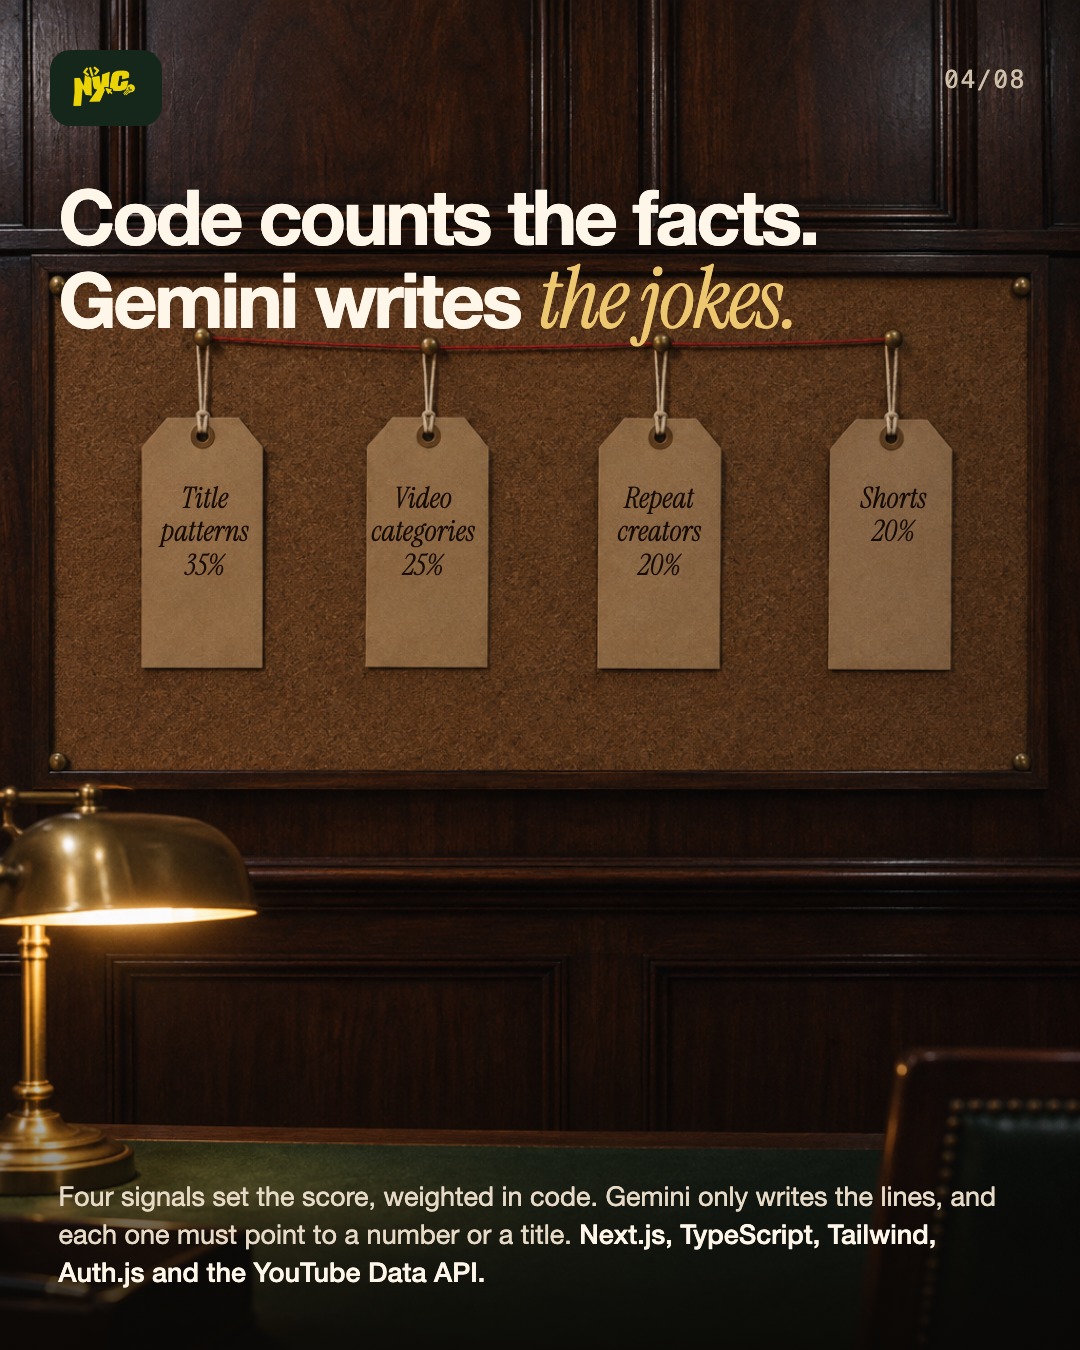 NYC
04/08
Code counts the facts.
Gemini writes the jokes.
Title
patterns
35%
Video
categories
25%
Repeat
creators
20%
Shorts
20%
Four signals set the score, weighted in code. Gemini only writes the lines, and
each one must point to a number or a title. Next.js, TypeScript, Tailwind,
Auth.js and the YouTube Data API.